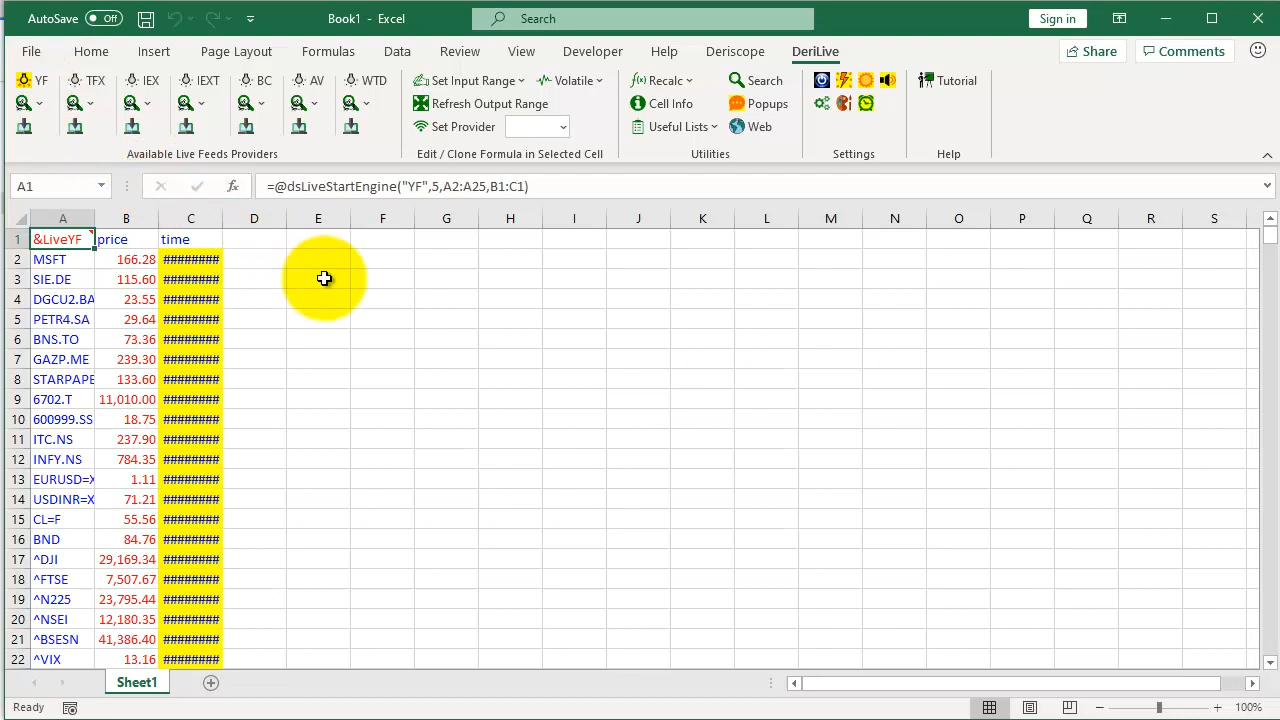 AutoSave Off Book1 - Excel Search Sign in
File Home Insert Page Layout Formulas Data Review View Developer Help Deriscope DeriLive Share Comments
YF TFX IEX IEXT BC AV WTD Set Input Range Volatile Recalc Search Tutorial
Refresh Output Range Cell Info Popups
Set Provider Useful Lists Web
Available Live Feeds Providers Edit / Clone Formula in Selected Cell Utilities Settings Help
A1 fx =@dsLiveStartEngine("YF",5,A2:A25,B1:C1)
A B C D E F G H I J K L M N O P Q R S
1 &LiveYF price time
2 MSFT 166.28 ########
3 SIE.DE 115.60 ########
4 DGCU2.BA 23.55 ########
5 PETR4.SA 29.64 ########
6 BNS.TO 73.36 ########
7 GAZP.ME 239.30 ########
8 STARPAPE 133.60 ########
9 6702.T 11,010.00 ########
10 600999.SS 18.75 ########
11 ITC.NS 237.90 ########
12 INFY.NS 784.35 ########
13 EURUSD=X 1.11 ########
14 USDINR=X 71.21 ########
15 CL=F 55.56 ########
16 BND 84.76 ########
17 ^DJI 29,169.34 ########
18 ^FTSE 7,507.67 ########
19 ^N225 23,795.44 ########
20 ^NSEI 12,180.35 ########
21 ^BSESN 41,386.40 ########
22 ^VIX 13.16 ########
Sheet1
Ready 100%